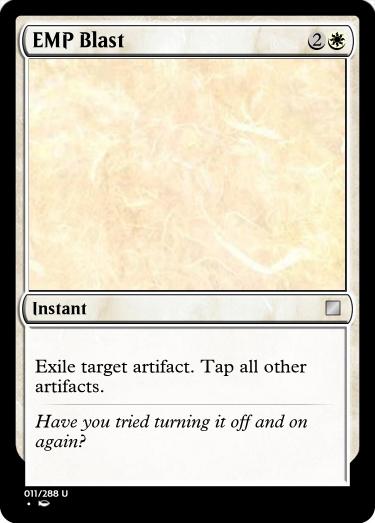 EMP Blast 2
Instant
Exile target artifact. Tap all other
artifacts.
Have you tried turning it off and on
again?
011/288 U